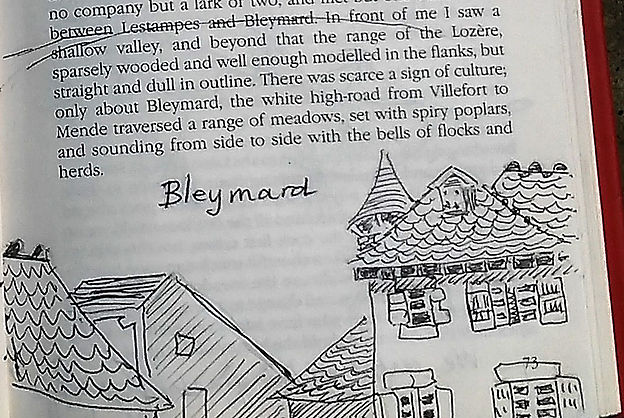 no company but a lark or two, and met but
between Lestampes and Bleymard. In front of me I saw a
shallow valley, and beyond that the range of the Lozère,
sparsely wooded and well enough modelled in the flanks, but
straight and dull in outline. There was scarce a sign of culture;
only about Bleymard, the white high-road from Villefort to
Mende traversed a range of meadows, set with spiry poplars,
and sounding from side to side with the bells of flocks and
herds.
Bleymard
73